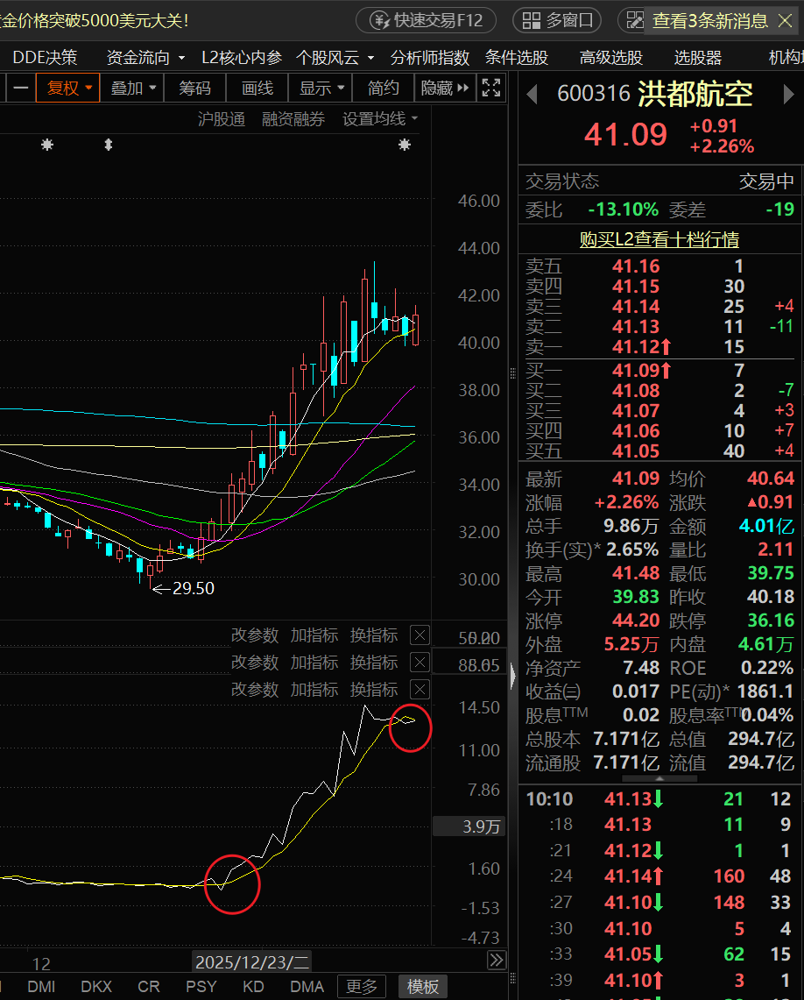 金价格突破5000美元大关!
快速交易F12
多窗口
查看3条新消息
DDE决策 资金流向 L2核心内参 个股风云 分析师指数 条件选股 高级选股 选股器 机构
复权 叠加 筹码 画线 显示 简约 隐藏
沪股通 融资融券 设置均线
46.00
44.00
42.00
40.00
38.00
36.00
34.00
32.00
30.00
29.50
改参数 加指标 换指标
改参数 加指标 换指标 88.05
改参数 加指标 换指标
14.50
11.00
7.86
3.9万
1.60
-1.53
-4.73
12 2025/12/23/二
DMI DKX CR PSY KD DMA 更多 模板
600316 洪都航空
41.09 +0.91
+2.26%
交易状态 交易中
委比 -13.10% 委差 -19
购买L2查看十档行情
卖五 41.16 1
卖四 41.15 30
卖三 41.14 25 +4
卖二 41.13 11 -11
卖一 41.12 15
买一 41.09 7
买二 41.08 2 -7
买三 41.07 4 +3
买四 41.06 10 +7
买五 41.05 40 +4
最新 41.09 均价 40.64
涨幅 +2.26% 涨跌 ▲0.91
总手 9.86万 金额 4.01亿
换手(实)* 2.65% 量比 2.11
最高 41.48 最低 39.75
今开 39.83 昨收 40.18
涨停 44.20 跌停 36.16
外盘 5.25万 内盘 4.61万
净资产 7.48 ROE 0.22%
收益㈢ 0.017 PE(动)* 1861.1
股息TTM 0.02 股息率TTM 0.04%
总股本 7.171亿 总值 294.7亿
流通股 7.171亿 流值 294.7亿
10:10 41.13 21 12
:18 41.13 11 9
:21 41.12 1 1
:24 41.14 160 48
:27 41.10 148 33
:30 41.10 5 4
:33 41.05 62 15
:39 41.10 3 1